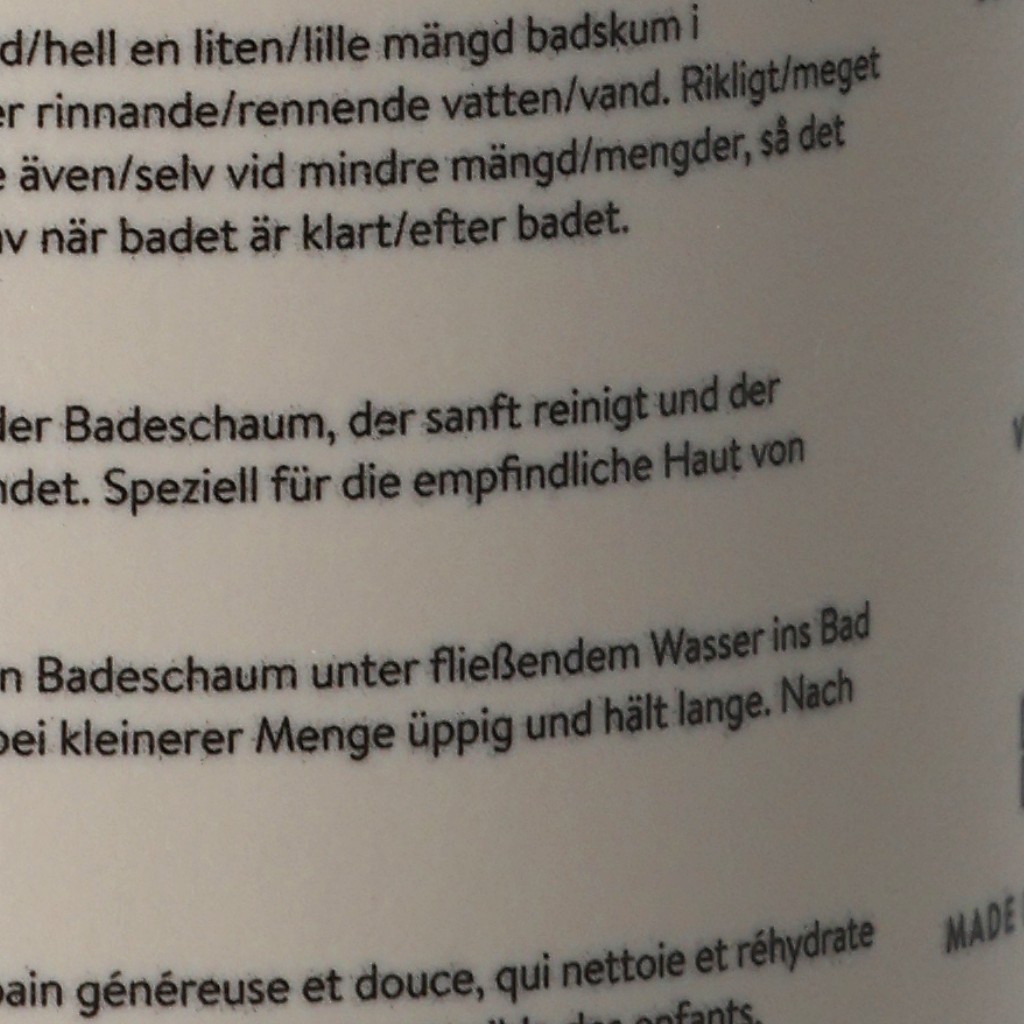 d/hell en liten/lille mängd badskum i
er rinnande/rennende vatten/vand. Rikligt/meget
även/selv vid mindre mängd/mengder, så det
av när badet är klart/efter badet.
der Badeschaum, der sanft reinigt und der
ndet. Speziell für die empfindliche Haut von
n Badeschaum unter fließendem Wasser ins Bad
bei kleinerer Menge üppig und hält lange. Nach
bain généreuse et douce, qui nettoie et réhydrate
enfants.
MADE